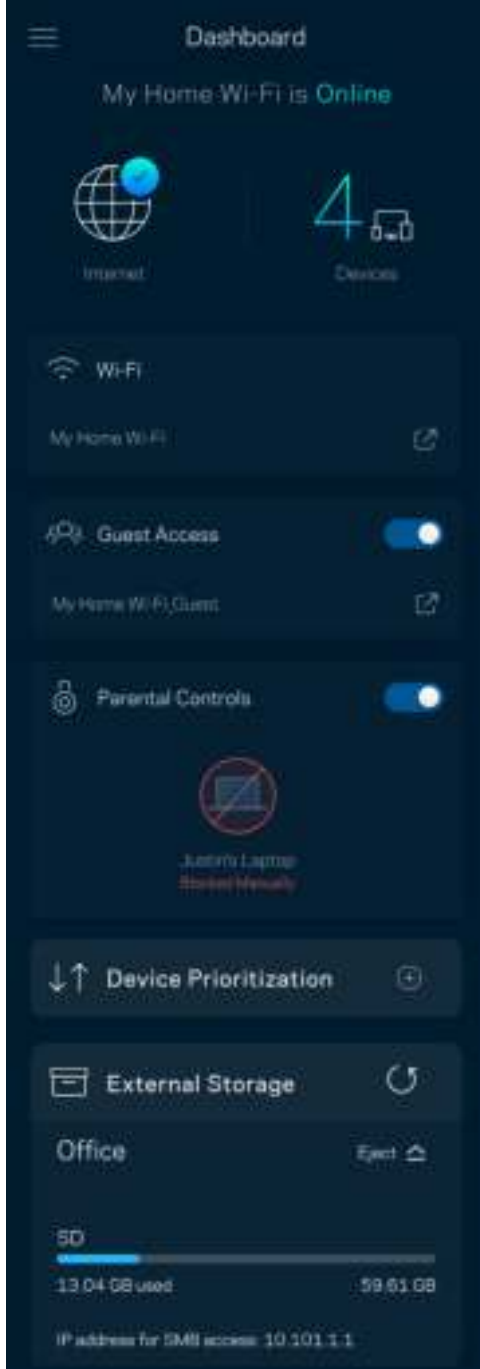 Dashboard
My Home Wi-Fi is Online
4
Internet
Devices
Wi-Fi
My Home Wi-Fi
Guest Access
My Home Wi-Fi_Guest
Parental Controls
Justin's Laptop
Blocked Manually
Device Prioritization
External Storage
Office
Eject
SD
13.04 GB used
59.61 GB
IP address for SMB access: 10.101.1.1